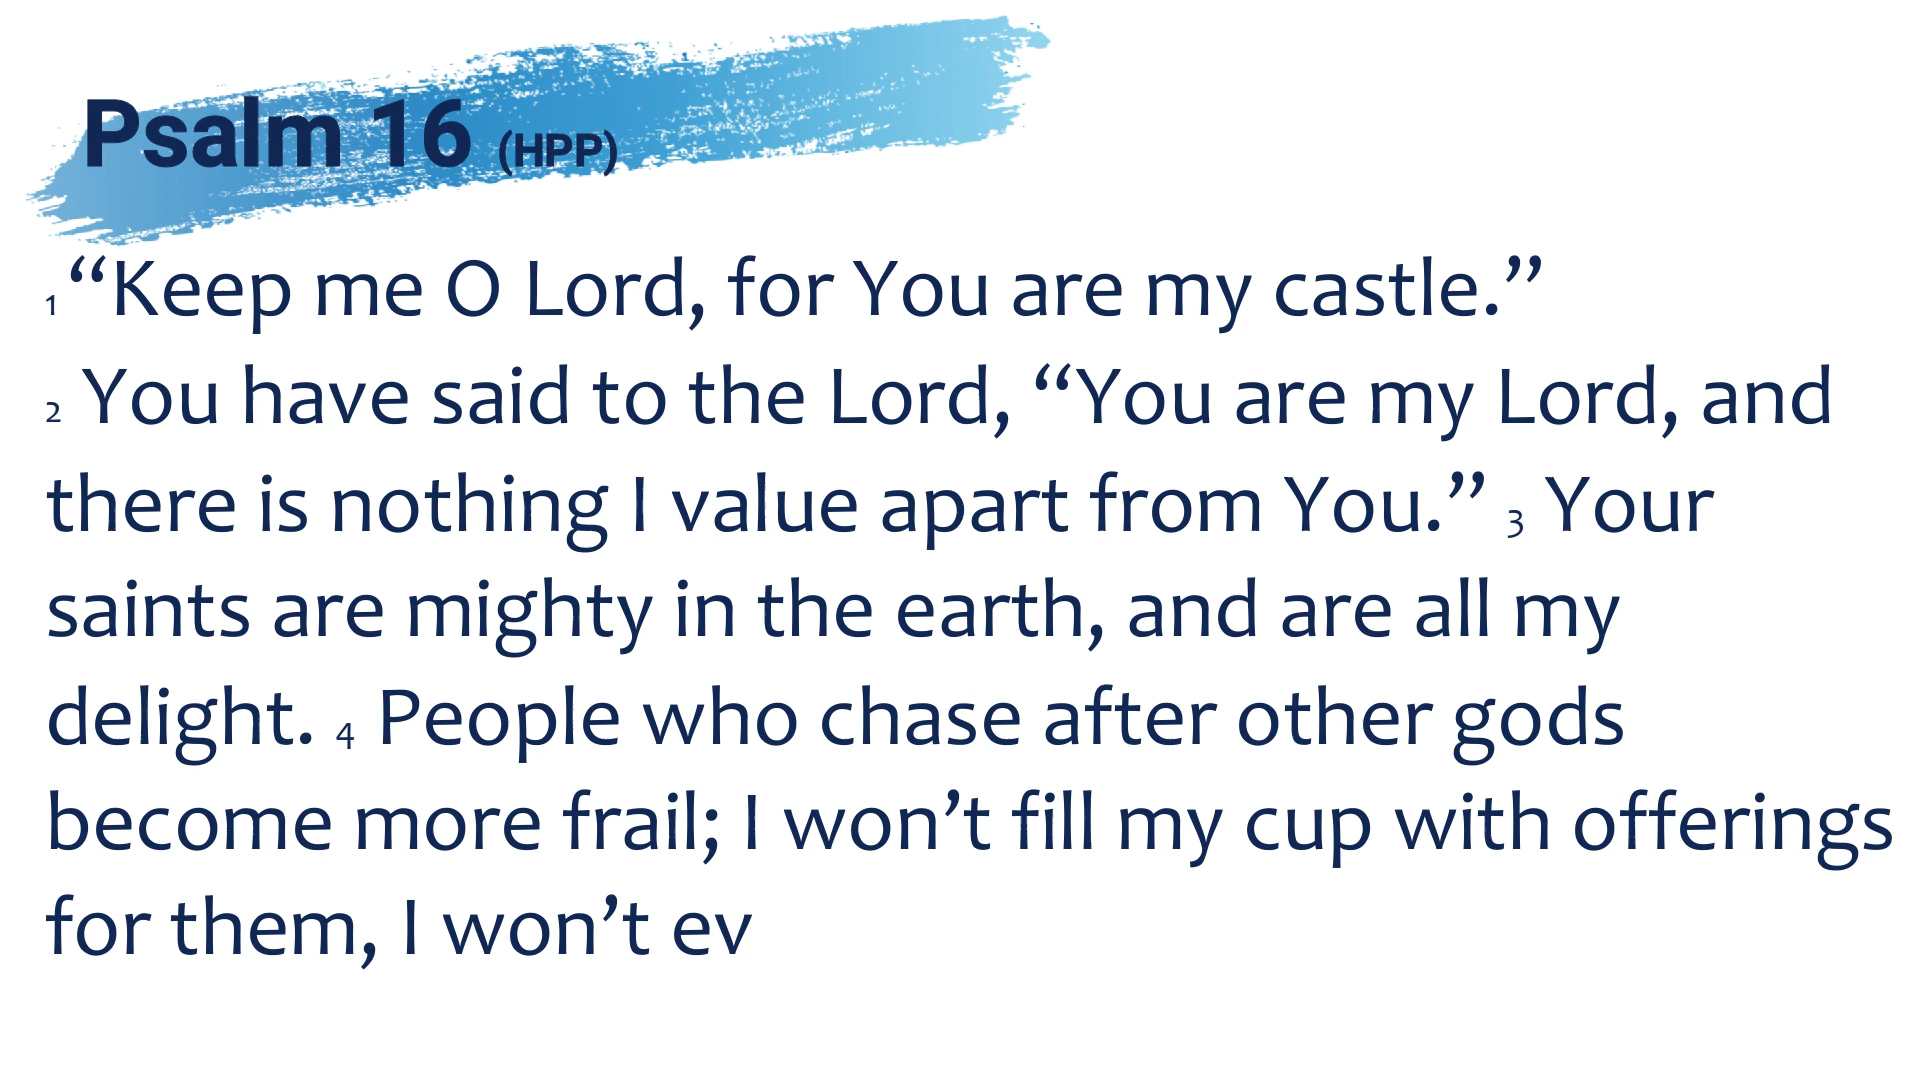 Psalm 16 (HPP)
1 “Keep me O Lord, for You are my castle.”
2 You have said to the Lord, “You are my Lord, and
there is nothing I value apart from You.” 3 Your
saints are mighty in the earth, and are all my
delight. 4 People who chase after other gods
become more frail; I won’t fill my cup with offerings
for them, I won’t ev